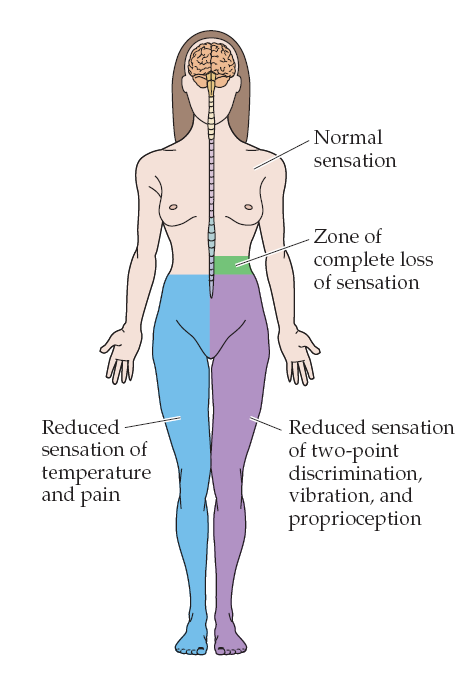 Normal
sensation
Zone of
complete loss
of sensation
Reduced
sensation of
temperature
and pain
Reduced sensation
of two-point
discrimination,
vibration, and
proprioception